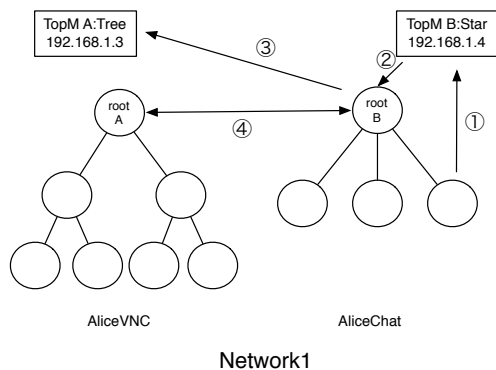 TopM A:Tree
192.168.1.3
TopM B:Star
192.168.1.4
③
②
root
A
root
B
④
①
AliceVNC
AliceChat
Network1